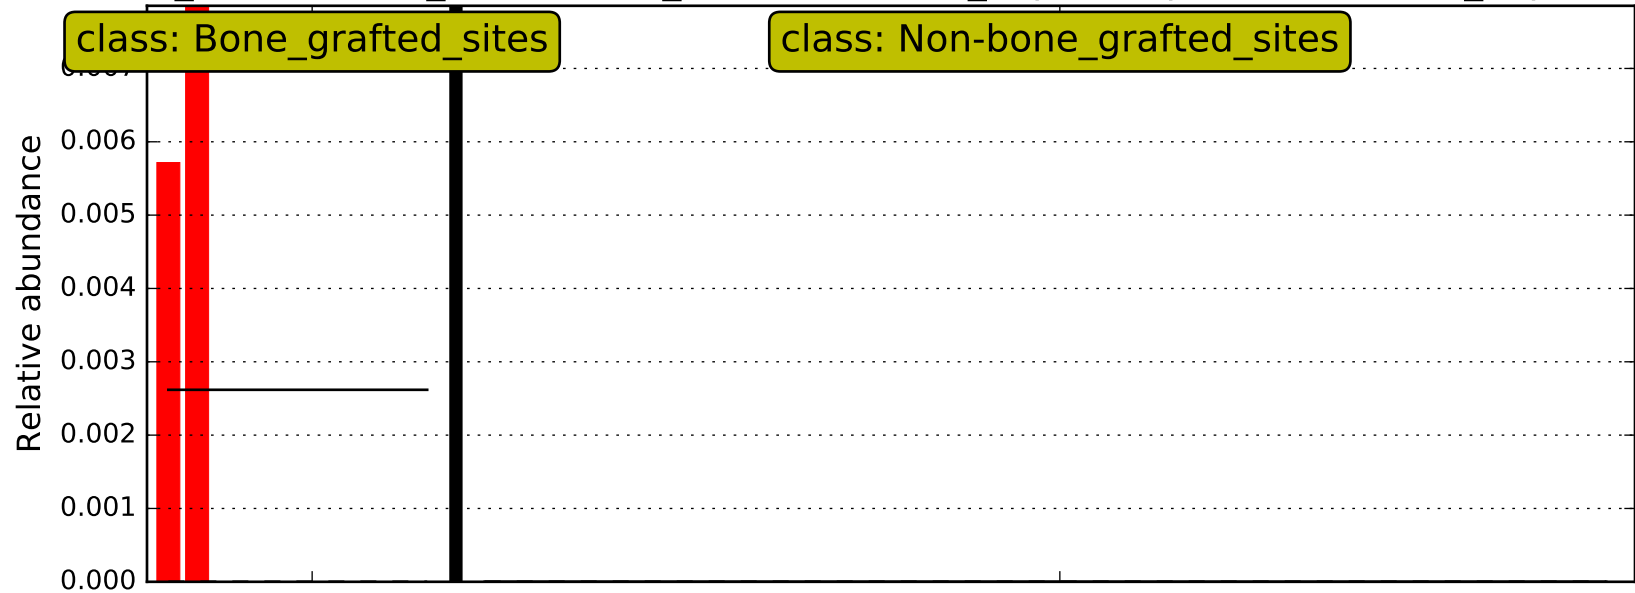 class: Bone_grafted_sites
class: Non-bone_grafted_sites
0.006
0.005
0.004
0.003
0.002
0.001
0.000
Relative abundance